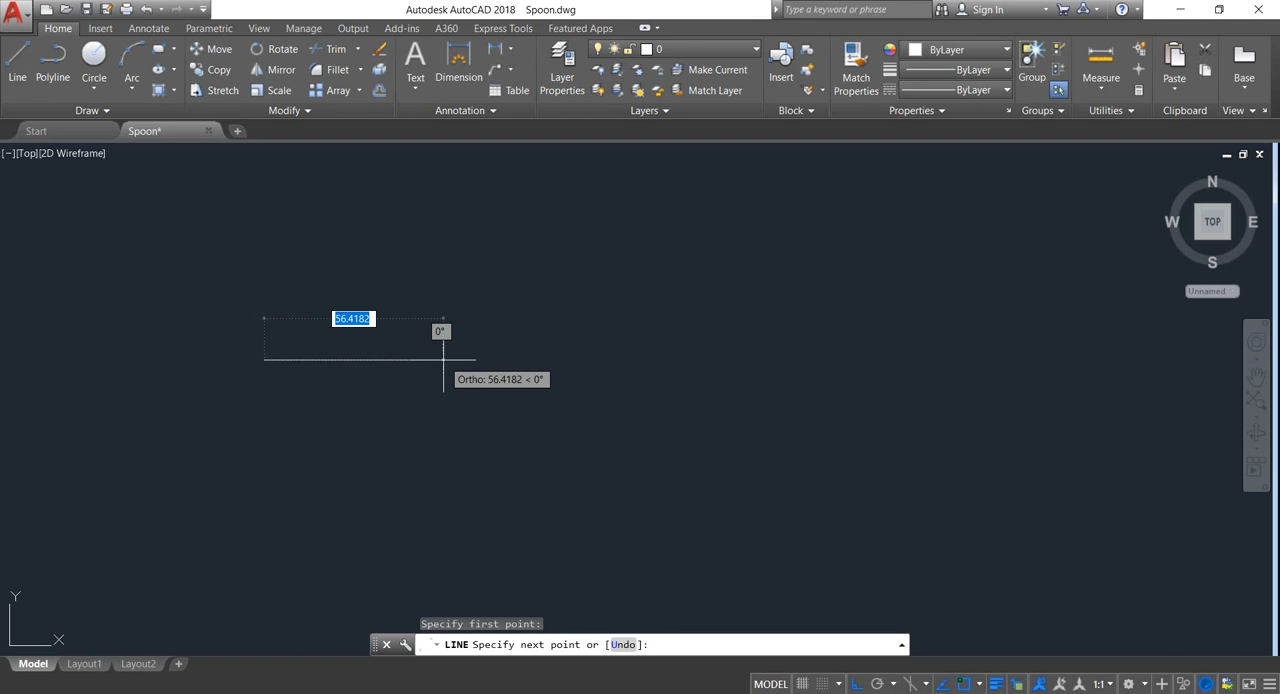 Autodesk AutoCAD 2018 Spoon.dwg
Type a keyword or phrase
Sign In
Home Insert Annotate Parametric View Manage Output Add-ins A360 Express Tools Featured Apps
Line Polyline Circle Arc
Move Rotate Trim
Copy Mirror Fillet
Stretch Scale Array
Text Dimension Table
Layer Properties
0
Make Current
Match Layer
Insert
Match Properties
ByLayer
ByLayer
ByLayer
Group
Measure
Paste
Base
Draw Modify Annotation Layers Block Properties Groups Utilities Clipboard View
Start Spoon*
[−][Top][2D Wireframe]
N
W TOP E
S
Unnamed
56.4182
0°
Ortho: 56.4182 < 0°
Y
X
Specify first point:
LINE Specify next point or [Undo]:
Model Layout1 Layout2
MODEL 1:1